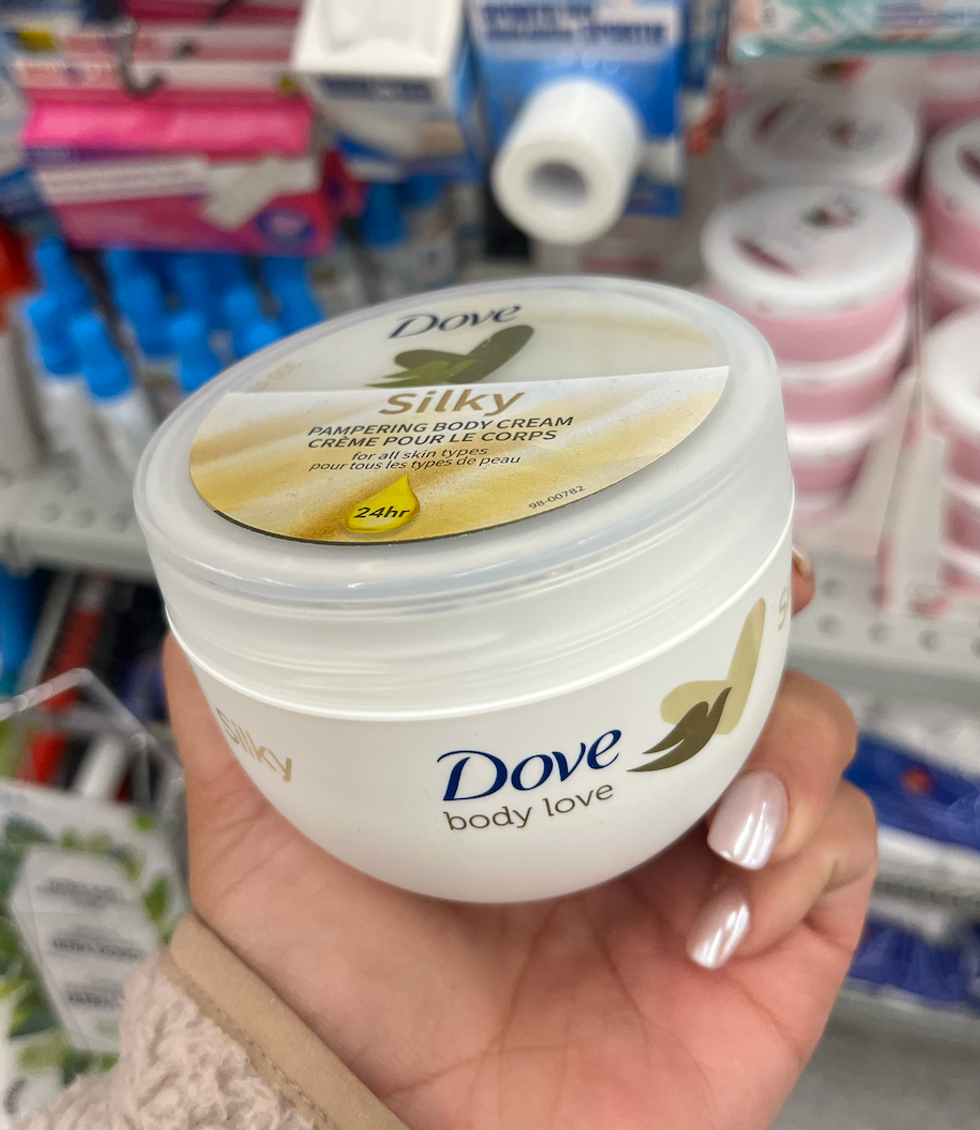 Dove
Silky
PAMPERING BODY CREAM
CRÈME POUR LE CORPS
for all skin types
pour tous les types de peau
24hr
98-00782
Silky
Dove
body love